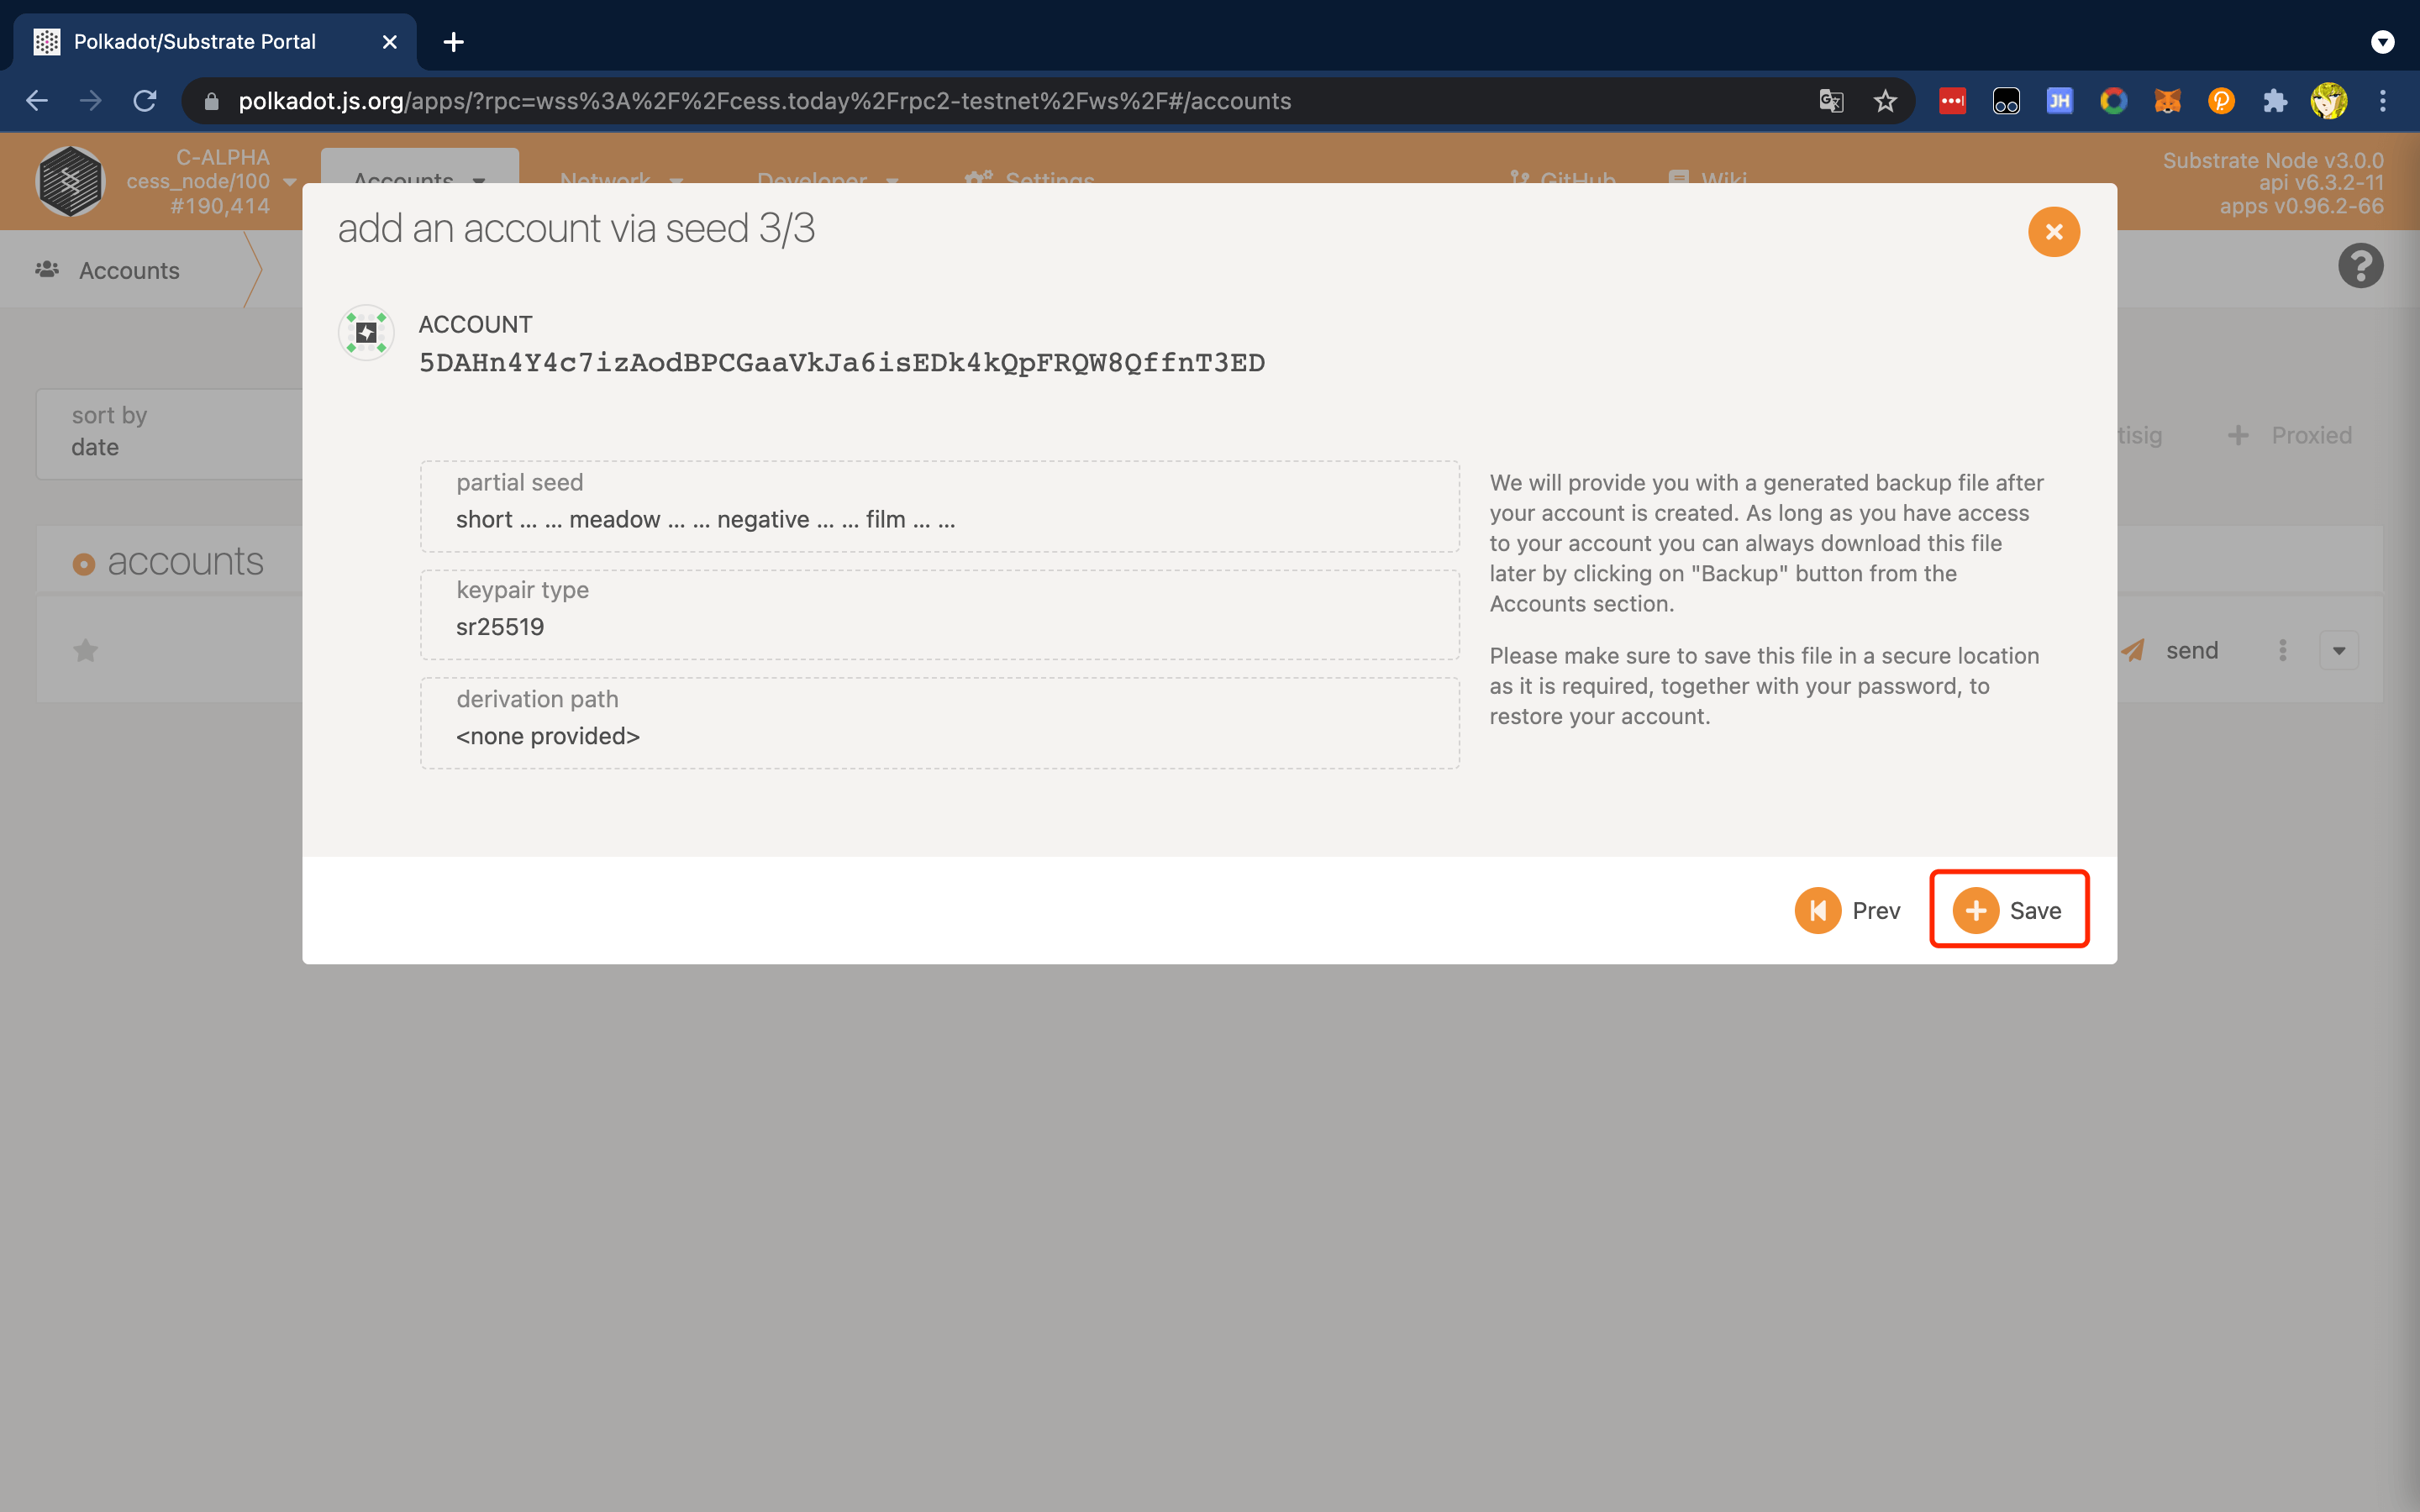 Polkadot/Substrate Portal
polkadot.js.org/apps/?rpc=wss%3A%2F%2Fcess.today%2Frpc2-testnet%2Fws%2F#/accounts
JH
C-ALPHA
cess_node/100
#190,414
Accounts
Network
Developer
Settings
GitHub
Wiki
Substrate Node v3.0.0
api v6.3.2-11
apps v0.96.2-66
Accounts
add an account via seed 3/3
ACCOUNT
5DAHn4Y4c7izAodBPCGaaVkJa6isEDk4kQpFRQW8QffnT3ED
sort by
date
tisig
Proxied
partial seed
short ... ... meadow ... ... negative ... ... film ... ...
keypair type
sr25519
derivation path
<none provided>
We will provide you with a generated backup file after
your account is created. As long as you have access
to your account you can always download this file
later by clicking on "Backup" button from the
Accounts section.
Please make sure to save this file in a secure location
as it is required, together with your password, to
restore your account.
accounts
send
Prev
Save